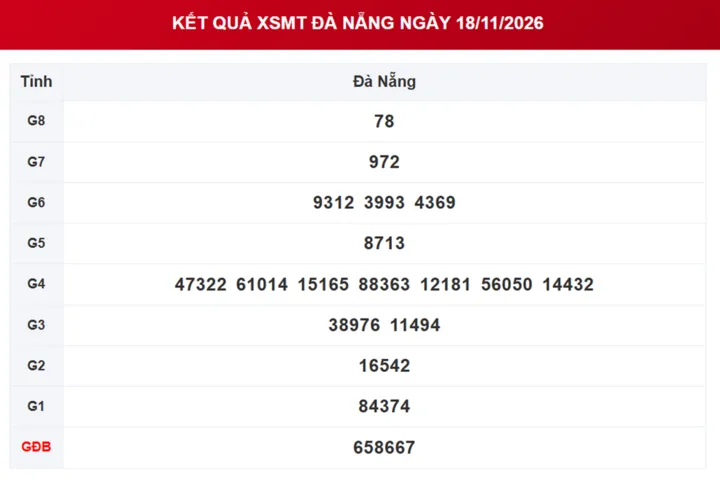 KẾT QUẢ XSMT ĐÀ NẴNG NGÀY 18/11/2026
Tỉnh Đà Nẵng
G8 78
G7 972
G6 9312 3993 4369
G5 8713
G4 47322 61014 15165 88363 12181 56050 14432
G3 38976 11494
G2 16542
G1 84374
GĐB 658667